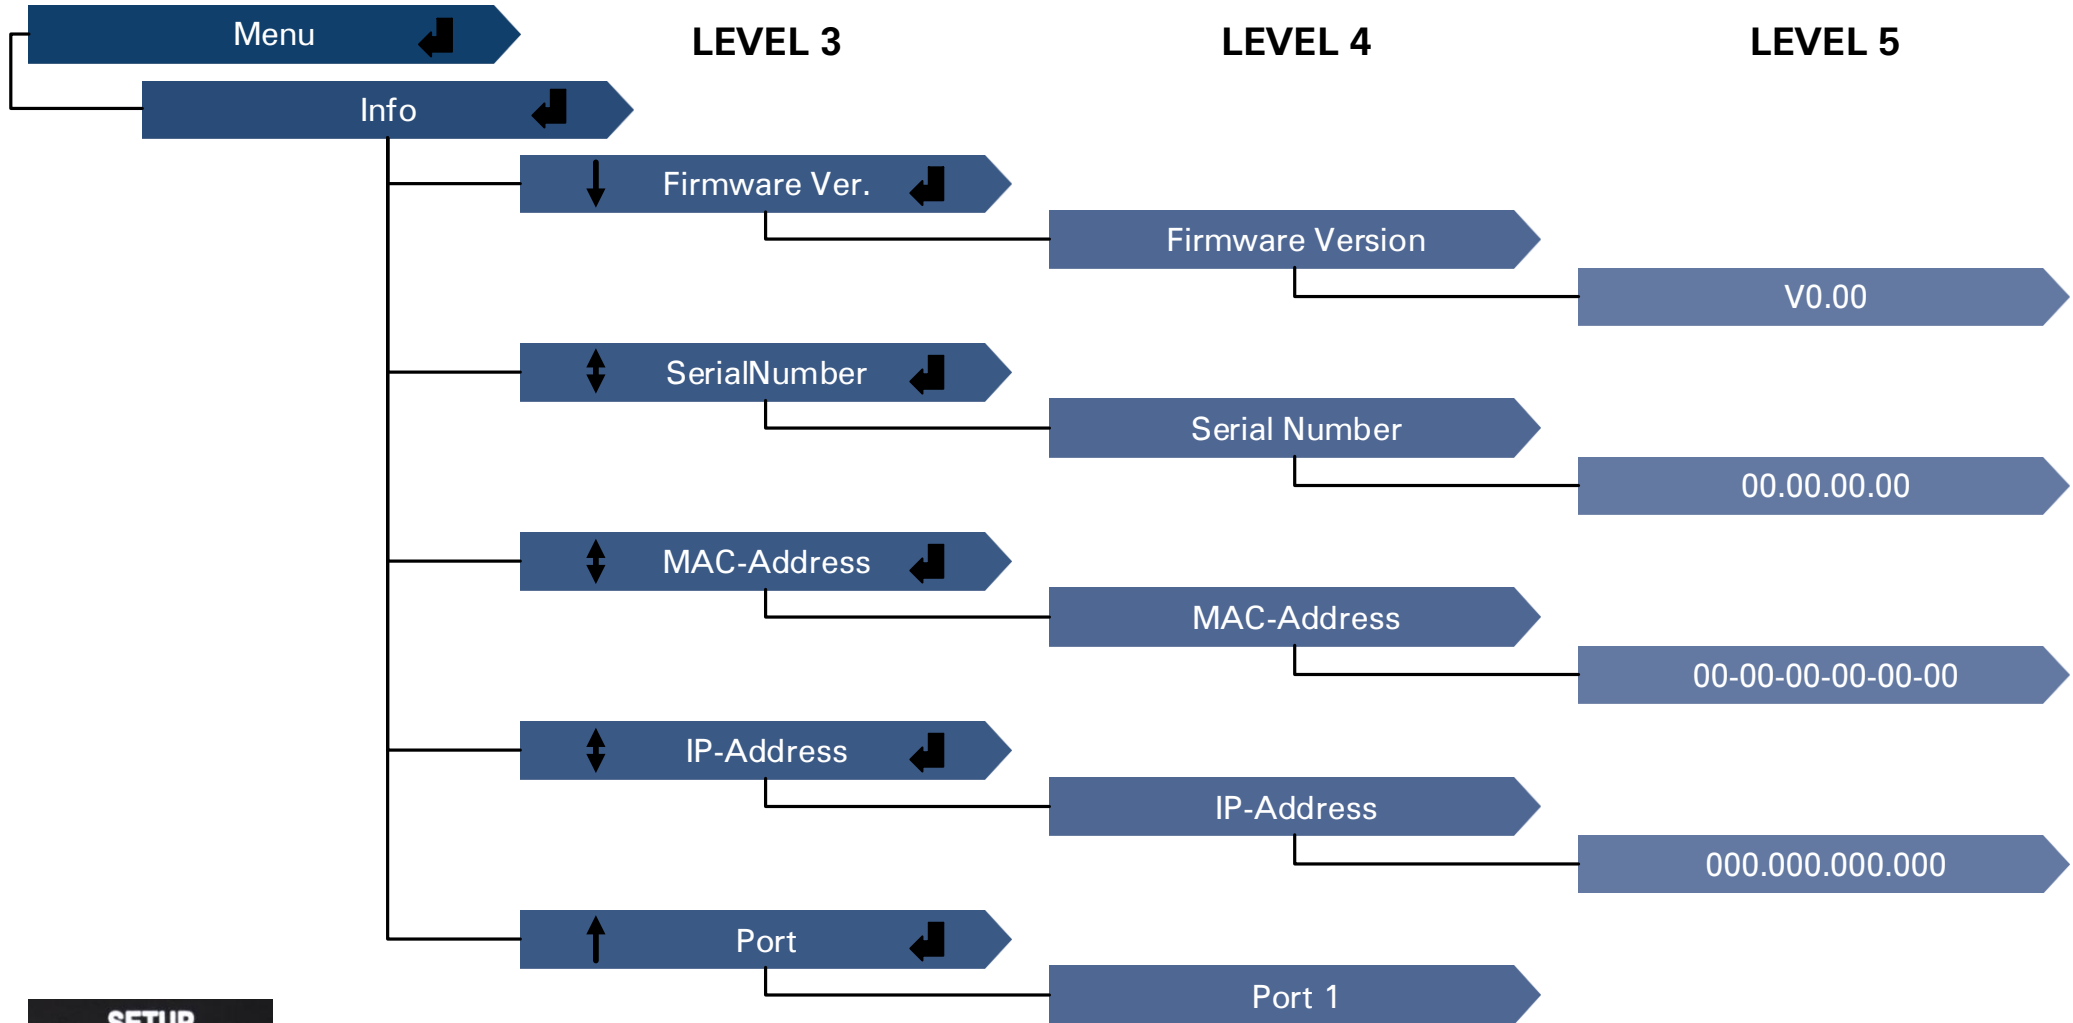 Menu
LEVEL 3
LEVEL 4
LEVEL 5
Info
Firmware Ver.
Firmware Version
V0.00
SerialNumber
Serial Number
00.00.00.00
MAC-Address
MAC-Address
00-00-00-00-00-00
IP-Address
IP-Address
000.000.000.000
Port
Port 1
SETUP